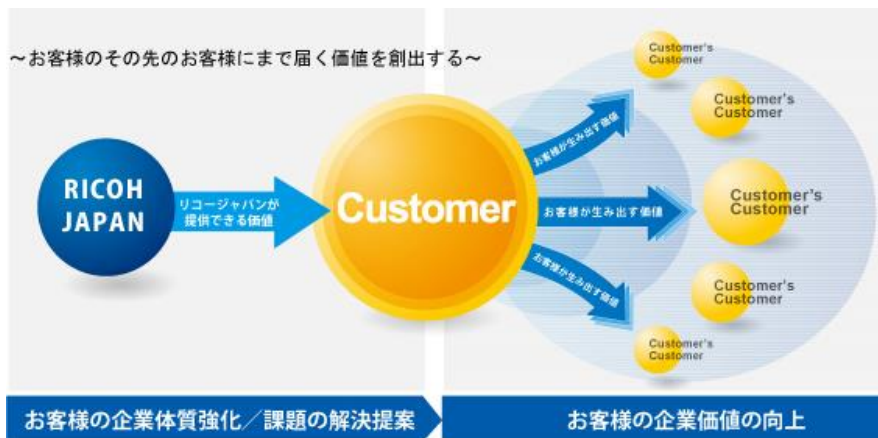 ～お客様のその先のお客様にまで届く価値を創出する～
RICOH
JAPAN
リコージャパンが
提供できる価値
Customer
お客様が生み出す価値
お客様が生み出す価値
お客様が生み出す価値
Customer's
Customer
Customer's
Customer
Customer's
Customer
Customer's
Customer
Customer's
Customer
お客様の企業体質強化／課題の解決提案
お客様の企業価値の向上